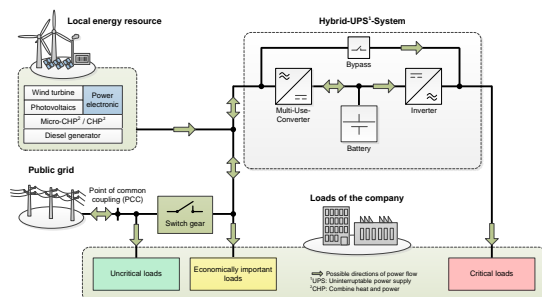 Local energy resource
Hybrid-UPS¹-System
Bypass
Wind turbine
Power
electronic
Photovoltaics
Micro-CHP² / CHP²
Diesel generator
Multi-Use-
Converter
Inverter
Battery
Public grid
Point of common
coupling (PCC)
Switch gear
Loads of the company
Uncritical loads
Economically important
loads
Possible directions of power flow
¹UPS: Uninterruptable power supply
²CHP: Combine heat and power
Critical loads